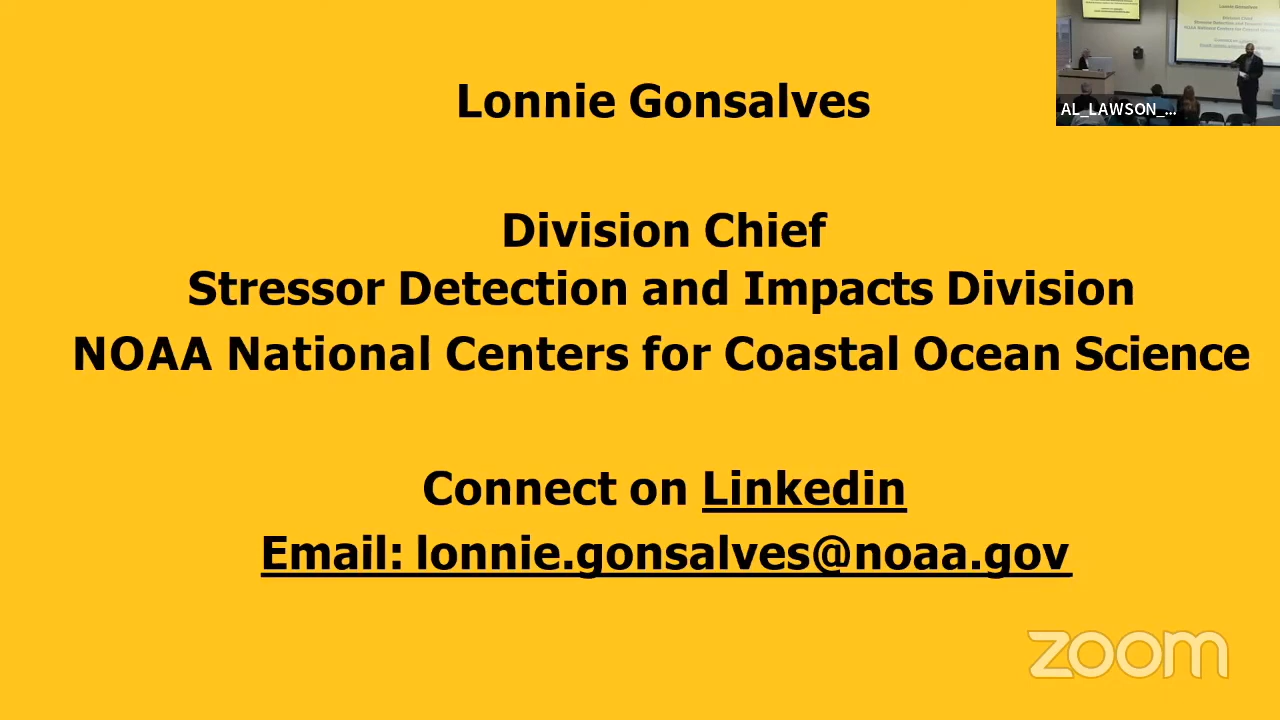 Lonnie Gonsalves
AL_LAWSON_...
Division Chief
Stressor Detection and Impacts Division
NOAA National Centers for Coastal Ocean Science
Connect on Linkedin
Email: lonnie.gonsalves@noaa.gov
zoom